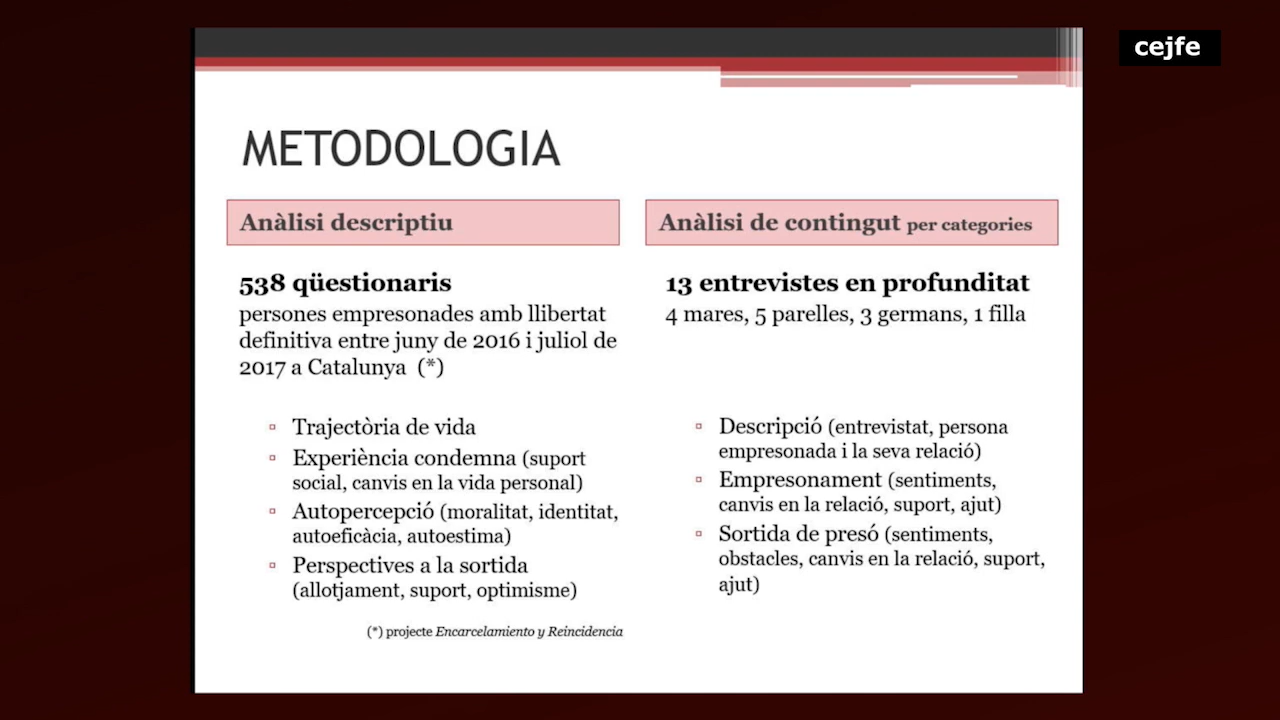 cejfe
METODOLOGIA
Anàlisi descriptiu
538 qüestionaris
persones empresonades amb llibertat
definitiva entre juny de 2016 i juliol de
2017 a Catalunya (*)
▫ Trajectòria de vida
▫ Experiència condemna (suport
social, canvis en la vida personal)
▫ Autopercepció (moralitat, identitat,
autoeficàcia, autoestima)
▫ Perspectives a la sortida
(allotjament, suport, optimisme)
(*) projecte Encarcelamiento y Reincidencia
Anàlisi de contingut per categories
13 entrevistes en profunditat
4 mares, 5 parelles, 3 germans, 1 filla
▫ Descripció (entrevistat, persona
empresonada i la seva relació)
▫ Empresonament (sentiments,
canvis en la relació, suport, ajut)
▫ Sortida de presó (sentiments,
obstacles, canvis en la relació, suport,
ajut)